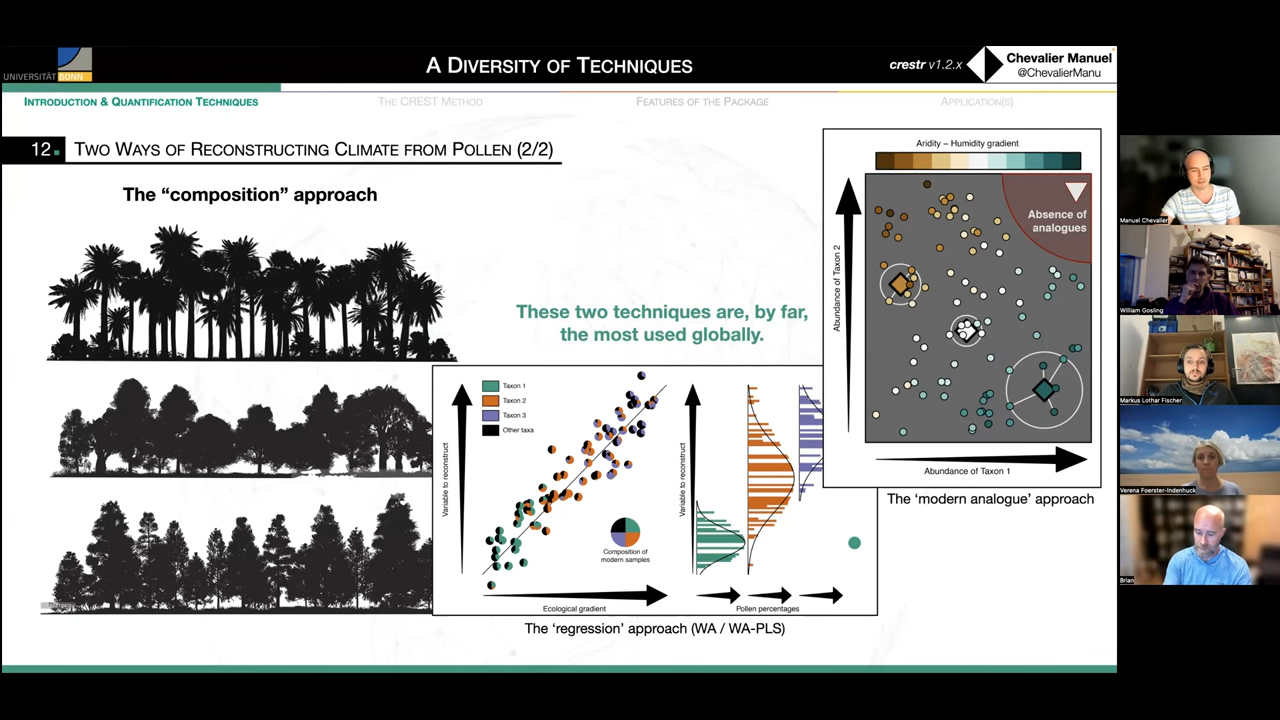 UNIVERSITÄT BONN
A DIVERSITY OF TECHNIQUES
crestr v1.2.x
Chevalier Manuel
@ChevalierManu
INTRODUCTION & QUANTIFICATION TECHNIQUES
THE CREST METHOD
FEATURES OF THE PACKAGE
APPLICATION(S)
12.
TWO WAYS OF RECONSTRUCTING CLIMATE FROM POLLEN (2/2)
The “composition” approach
These two techniques are, by far,
the most used globally.
Taxon 1
Taxon 2
Taxon 3
Other taxa
Variable to reconstruct
Composition of
modern samples
Ecological gradient
Variable to reconstruct
Pollen percentages
The ‘regression’ approach (WA / WA-PLS)
Aridity – Humidity gradient
Absence of
analogues
Abundance of Taxon 2
Abundance of Taxon 1
The ‘modern analogue’ approach
Manuel Chevalier
William Gosling
Markus Lothar Fischer
Verena Foerster-Indenhuck
Brian